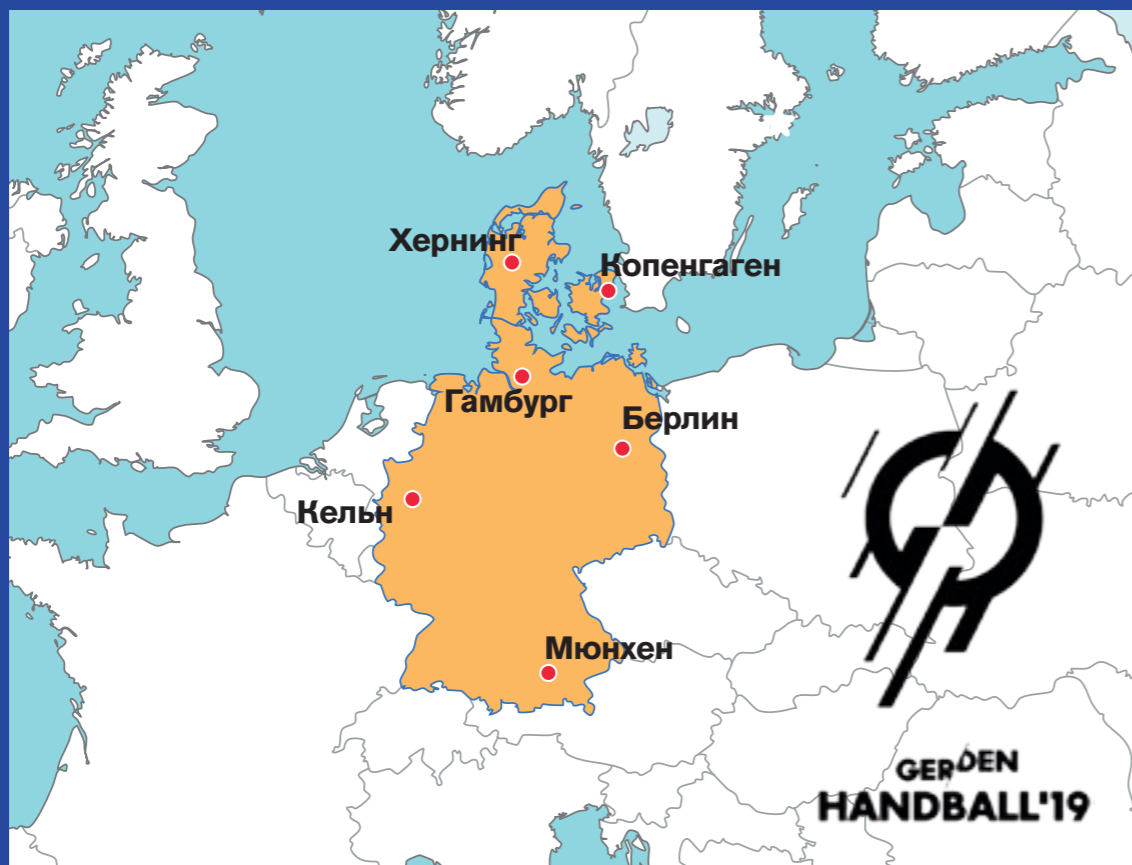 Хернинг
Копенгаген
Гамбург
Берлин
Кельн
Мюнхен
GERDEN
HANDBALL'19